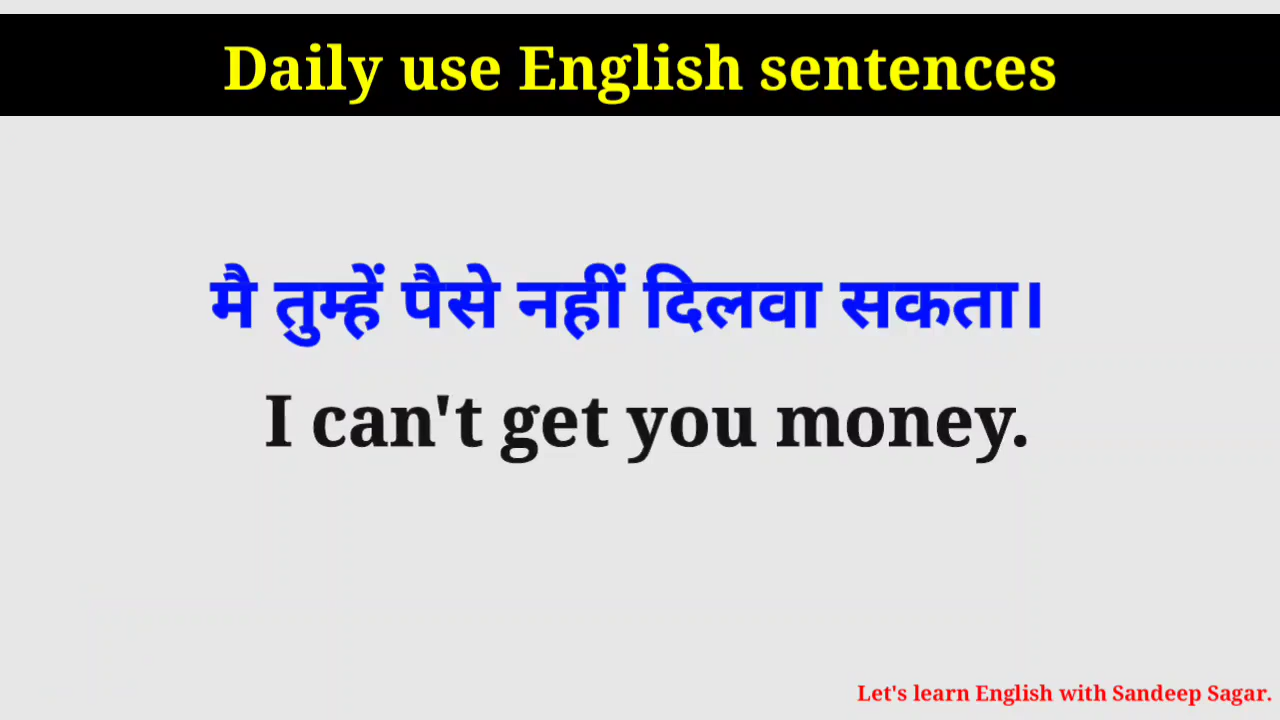 Daily use English sentences
मै तुम्हें पैसे नहीं दिलवा सकता।
I can't get you money.
Let's learn English with Sandeep Sagar.